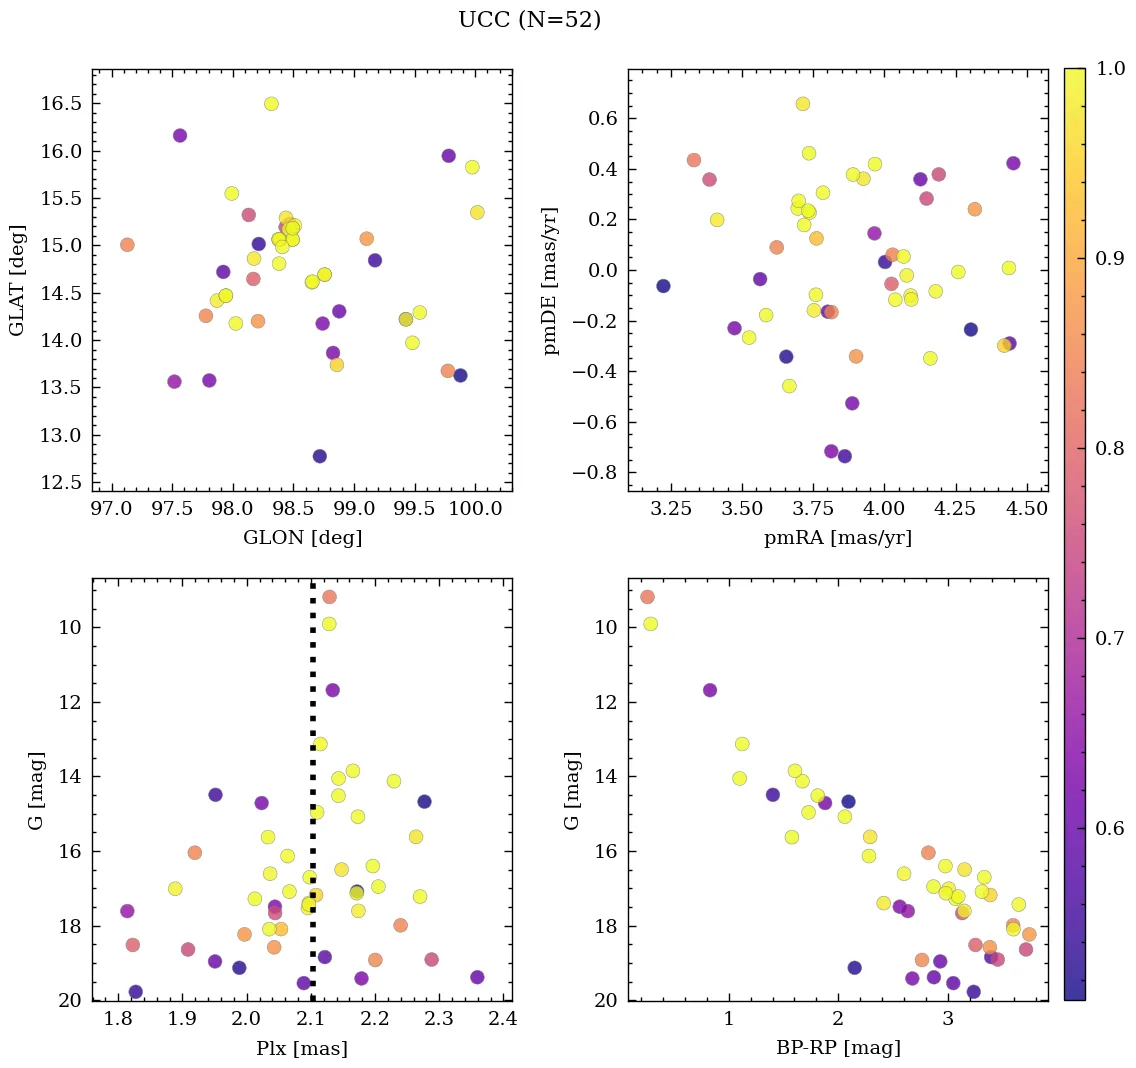 UCC (N=52)
16.5
16.0
15.5
15.0
14.5
14.0
13.5
13.0
12.5
GLAT [deg]
97.0 97.5 98.0 98.5 99.0 99.5 100.0
GLON [deg]
0.6
0.4
0.2
0.0
−0.2
−0.4
−0.6
−0.8
pmDE [mas/yr]
3.25 3.50 3.75 4.00 4.25 4.50
pmRA [mas/yr]
10
12
14
16
18
20
G [mag]
1.8 1.9 2.0 2.1 2.2 2.3 2.4
Plx [mas]
10
12
14
16
18
20
G [mag]
1 2 3
BP-RP [mag]
1.0
0.9
0.8
0.7
0.6